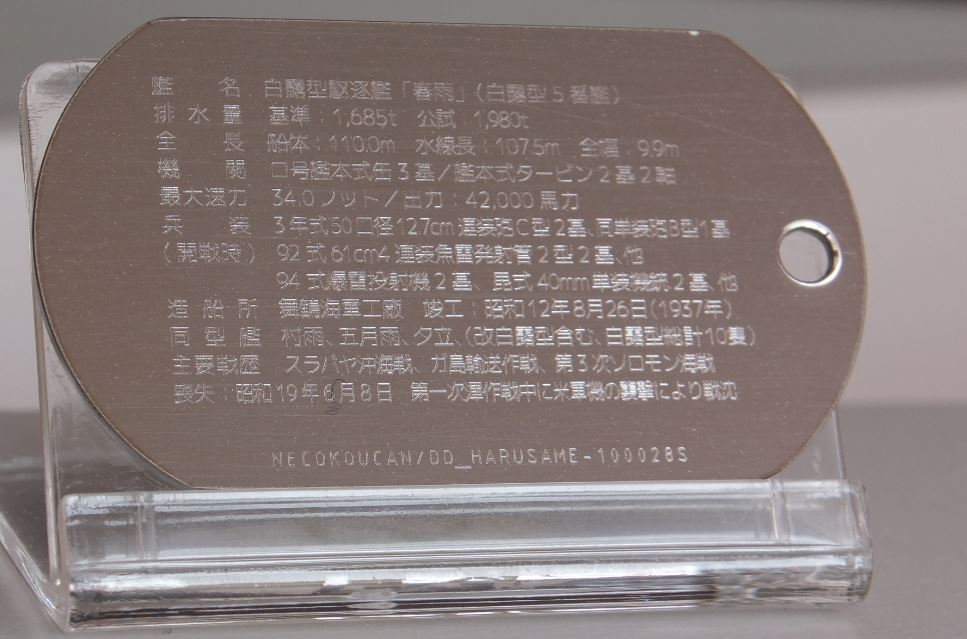 艦名 白露型駆逐艦「春雨」(白露型5番艦)
排水量 基準:1,685t 公試:1,980t
全長 船体:110.0m 水線長:107.5m 全幅:9.9m
機関 ロ号艦本式缶3基/艦本式タービン2基2軸
最大速力 34.0ノット/出力:42,000馬力
兵装 3年式50口径127cm連装砲C型2基、同単装砲B型1基
(開戦時) 92式61cm4連装魚雷発射管2型2基、他
94式爆雷投射機2基、毘式40mm単装機銃2基、他
造船所 舞鶴海軍工廠 竣工:昭和12年8月26日(1937年)
同型艦 村雨、五月雨、夕立、(改白露型含む、白露型総計10隻)
主要戦歴 スラバヤ沖海戦、ガ島輸送作戦、第3次ソロモン海戦
喪失:昭和19年6月8日 第一次渾作戦中に米軍機の襲撃により戦沈
NECOKOUCAN/DD_HARUSAME-100028S